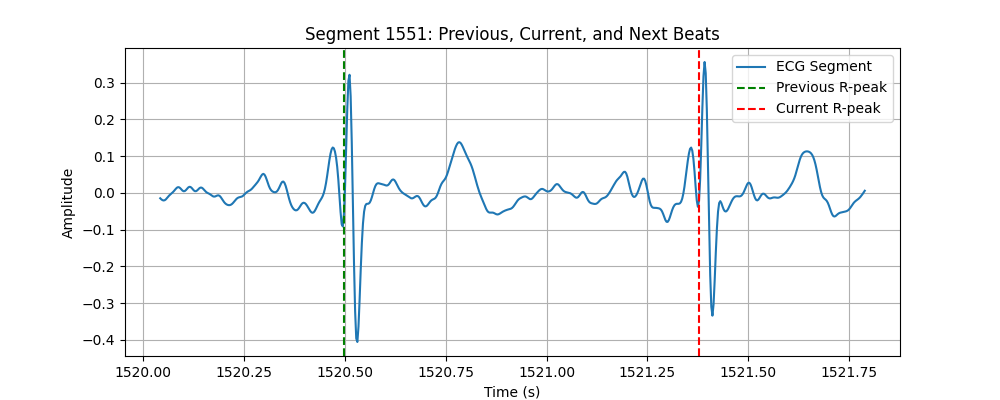 Segment 1551: Previous, Current, and Next Beats
ECG Segment
Previous R-peak
Current R-peak
Amplitude
0.3
0.2
0.1
0.0
−0.1
−0.2
−0.3
−0.4
1520.00 1520.25 1520.50 1520.75 1521.00 1521.25 1521.50 1521.75
Time (s)